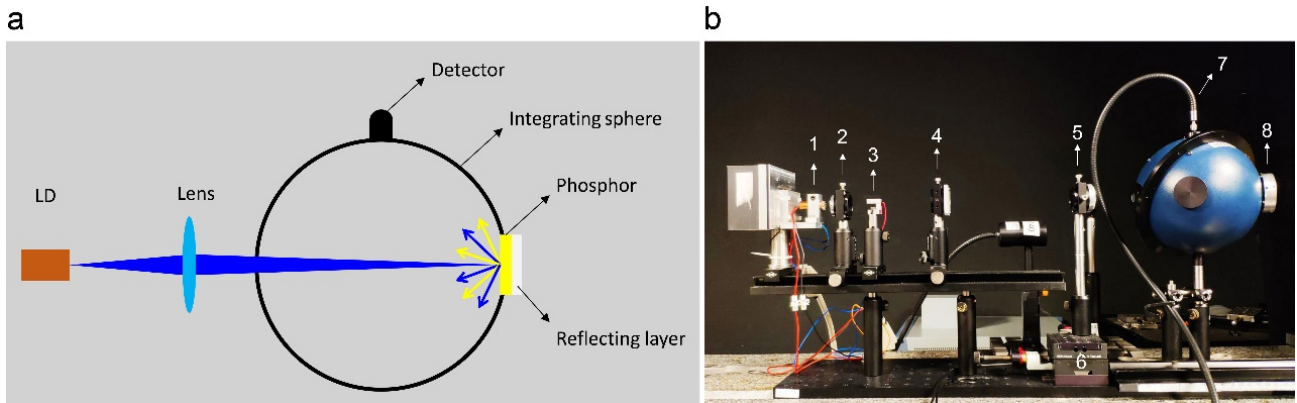 a
Detector
Integrating sphere
Phosphor
LD
Lens
Reflecting layer
b
1
2
3
4
5
6
7
8